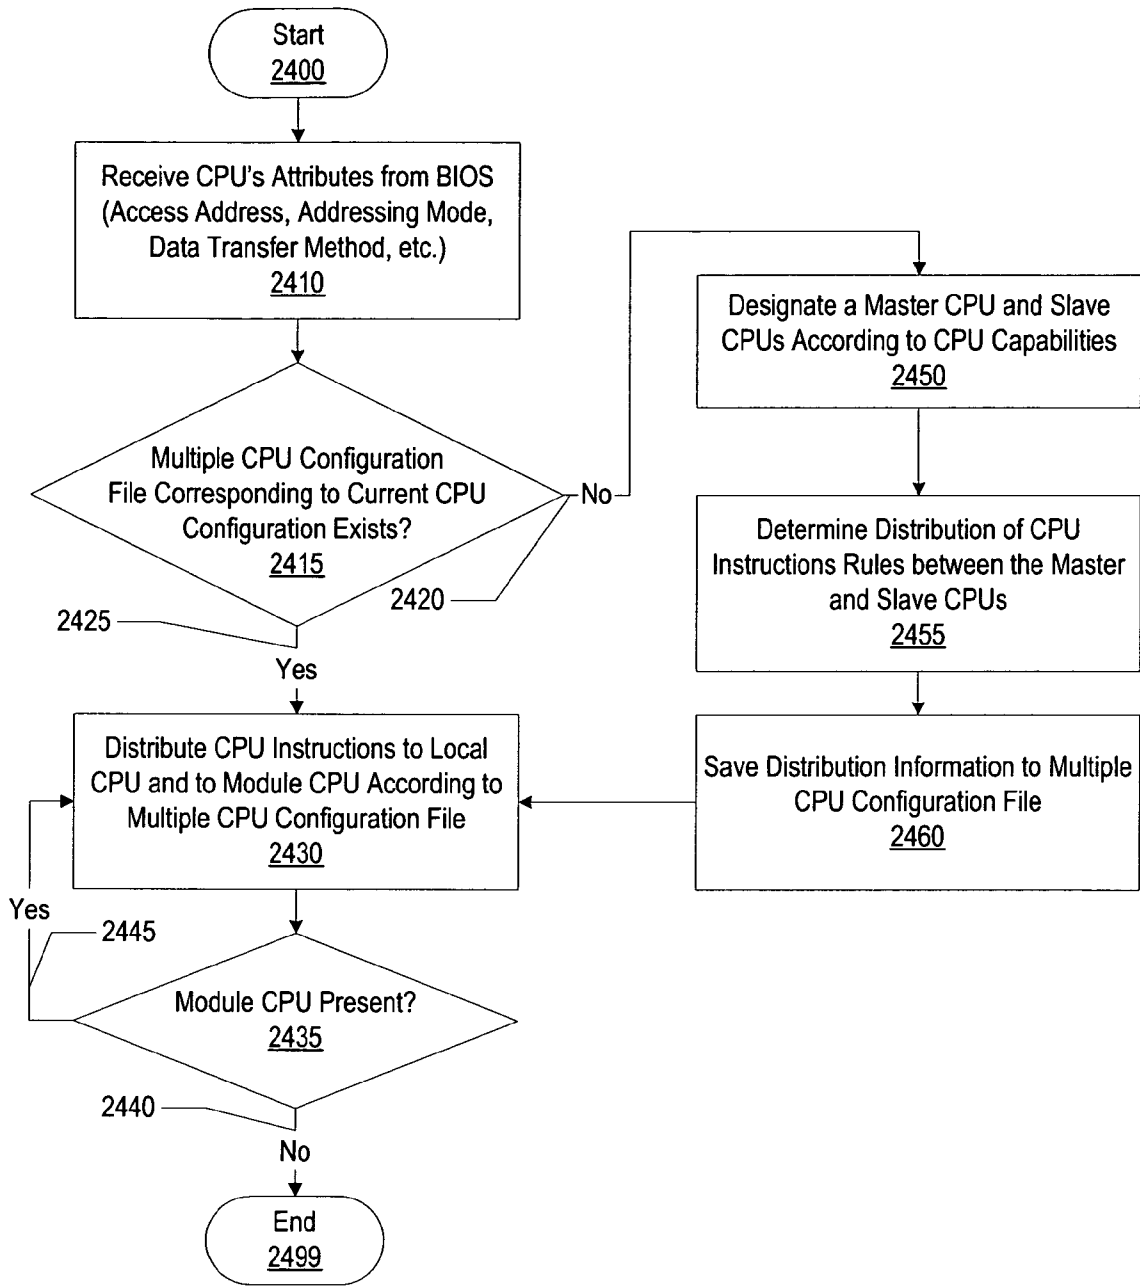 Start
2400
Receive CPU's Attributes from BIOS
(Access Address, Addressing Mode,
Data Transfer Method, etc.)
2410
Multiple CPU Configuration
File Corresponding to Current CPU
Configuration Exists?
2415
No
2420
2425
Yes
Designate a Master CPU and Slave
CPUs According to CPU Capabilities
2450
Determine Distribution of CPU
Instructions Rules between the Master
and Slave CPUs
2455
Save Distribution Information to Multiple
CPU Configuration File
2460
Distribute CPU Instructions to Local
CPU and to Module CPU According to
Multiple CPU Configuration File
2430
Yes
2445
Module CPU Present?
2435
2440
No
End
2499